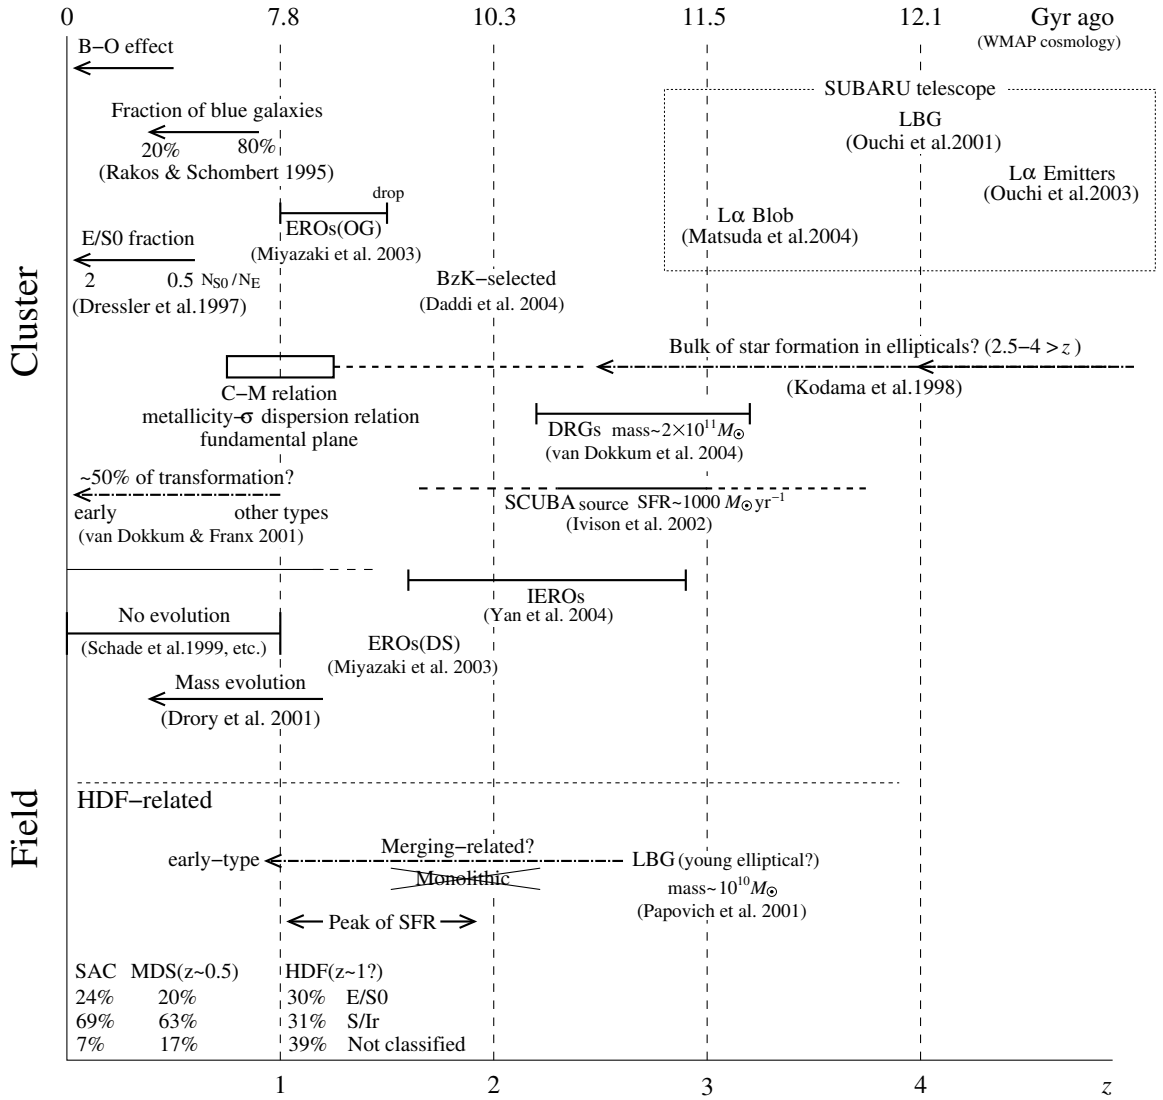 0 7.8 10.3 11.5 12.1 Gyr ago
(WMAP cosmology)
B−O effect
SUBARU telescope
Fraction of blue galaxies
20% 80%
(Rakos & Schombert 1995)
LBG
(Ouchi et al.2001)
Lα Emitters
(Ouchi et al.2003)
drop
EROs(OG)
(Miyazaki et al. 2003)
Lα Blob
(Matsuda et al.2004)
E/S0 fraction
2 0.5 N_S0 / N_E
(Dressler et al.1997)
BzK−selected
(Daddi et al. 2004)
Cluster
Bulk of star formation in ellipticals? (2.5−4 > z )
(Kodama et al.1998)
C−M relation
metallicity−σ dispersion relation
fundamental plane
DRGs mass~2×10^11 M☉
(van Dokkum et al. 2004)
~50% of transformation?
early other types
(van Dokkum & Franx 2001)
SCUBA source SFR~1000 M☉ yr^−1
(Ivison et al. 2002)
IEROs
(Yan et al. 2004)
No evolution
(Schade et al.1999, etc.)
EROs(DS)
(Miyazaki et al. 2003)
Mass evolution
(Drory et al. 2001)
Field
HDF−related
Merging−related?
early−type
Monolithic
LBG (young elliptical?)
mass~10^10 M☉
(Papovich et al. 2001)
Peak of SFR
SAC MDS(z~0.5) HDF(z~1?)
24% 20% 30% E/S0
69% 63% 31% S/Ir
7% 17% 39% Not classified
1 2 3 4 z